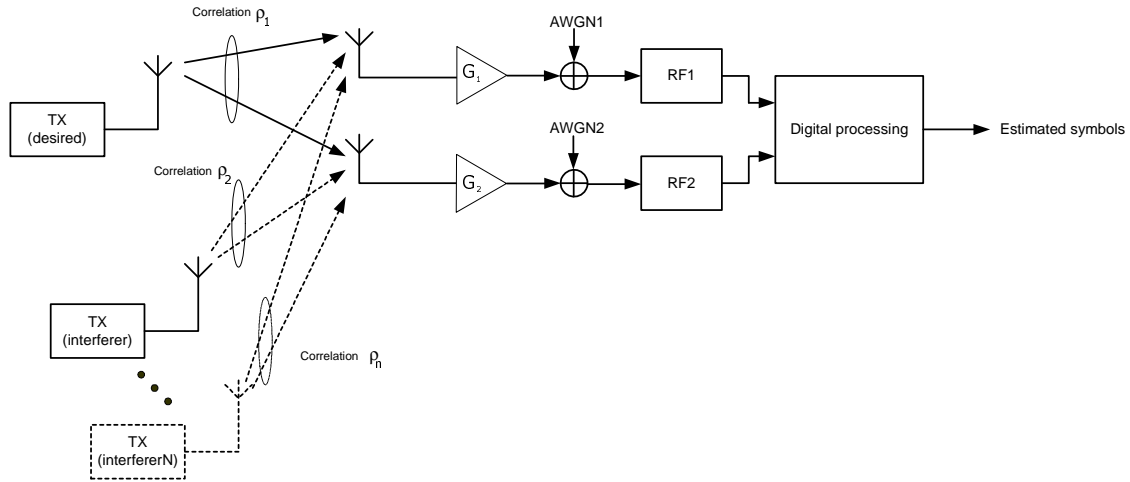 Correlation ρ1
TX
(desired)
G1
AWGN1
RF1
Digital processing
Estimated symbols
Correlation ρ2
G2
AWGN2
RF2
TX
(interferer)
Correlation ρn
TX
(interfererN)